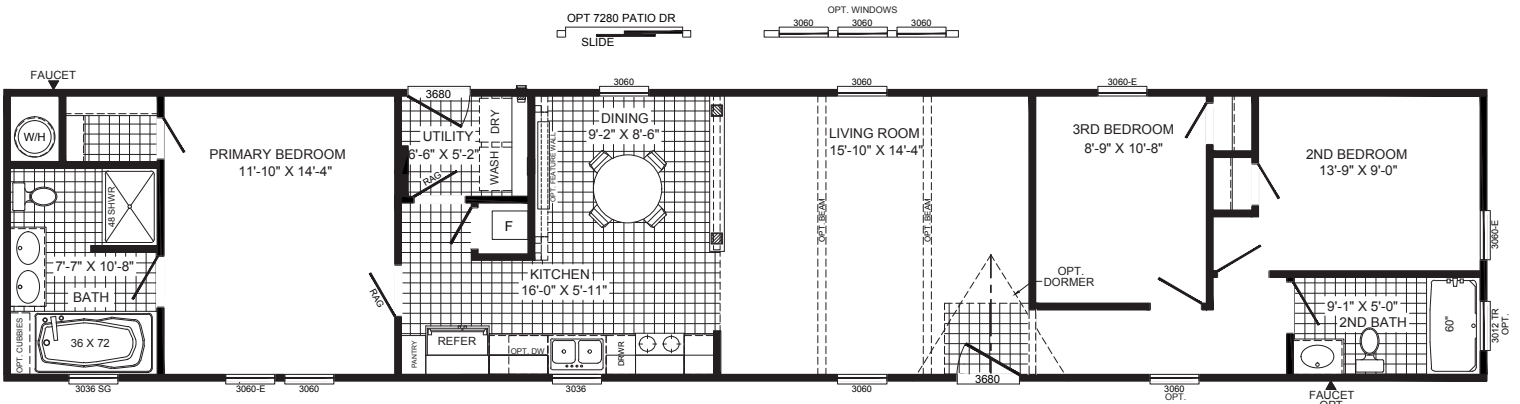 OPT 7280 PATIO DR
SLIDE
OPT. WINDOWS
3060
3060
3060
FAUCET
W/H
PRIMARY BEDROOM
11'-10" X 14'-4"
48 SHWR
7'-7" X 10'-8"
BATH
OPT. CUBBIES
36 X 72
3036 SG
3060-E
3060
RAG
3680
UTILITY
6'-6" X 5'-2"
WASH DRY
RAG
F
OPT. FEATURE WALL
3060
DINING
9'-2" X 8'-6"
KITCHEN
16'-0" X 5'-11"
PANTRY
REFER
OPT. DW
DRW'R
3036
3060
LIVING ROOM
15'-10" X 14'-4"
OPT. BEAM
OPT. BEAM
OPT.
DORMER
3060
3680
3060-E
3RD BEDROOM
8'-9" X 10'-8"
2ND BEDROOM
13'-9" X 9'-0"
3060-E
9'-1" X 5'-0"
2ND BATH
60"
3012 TR
OPT.
3060
OPT.
FAUCET
OPT.